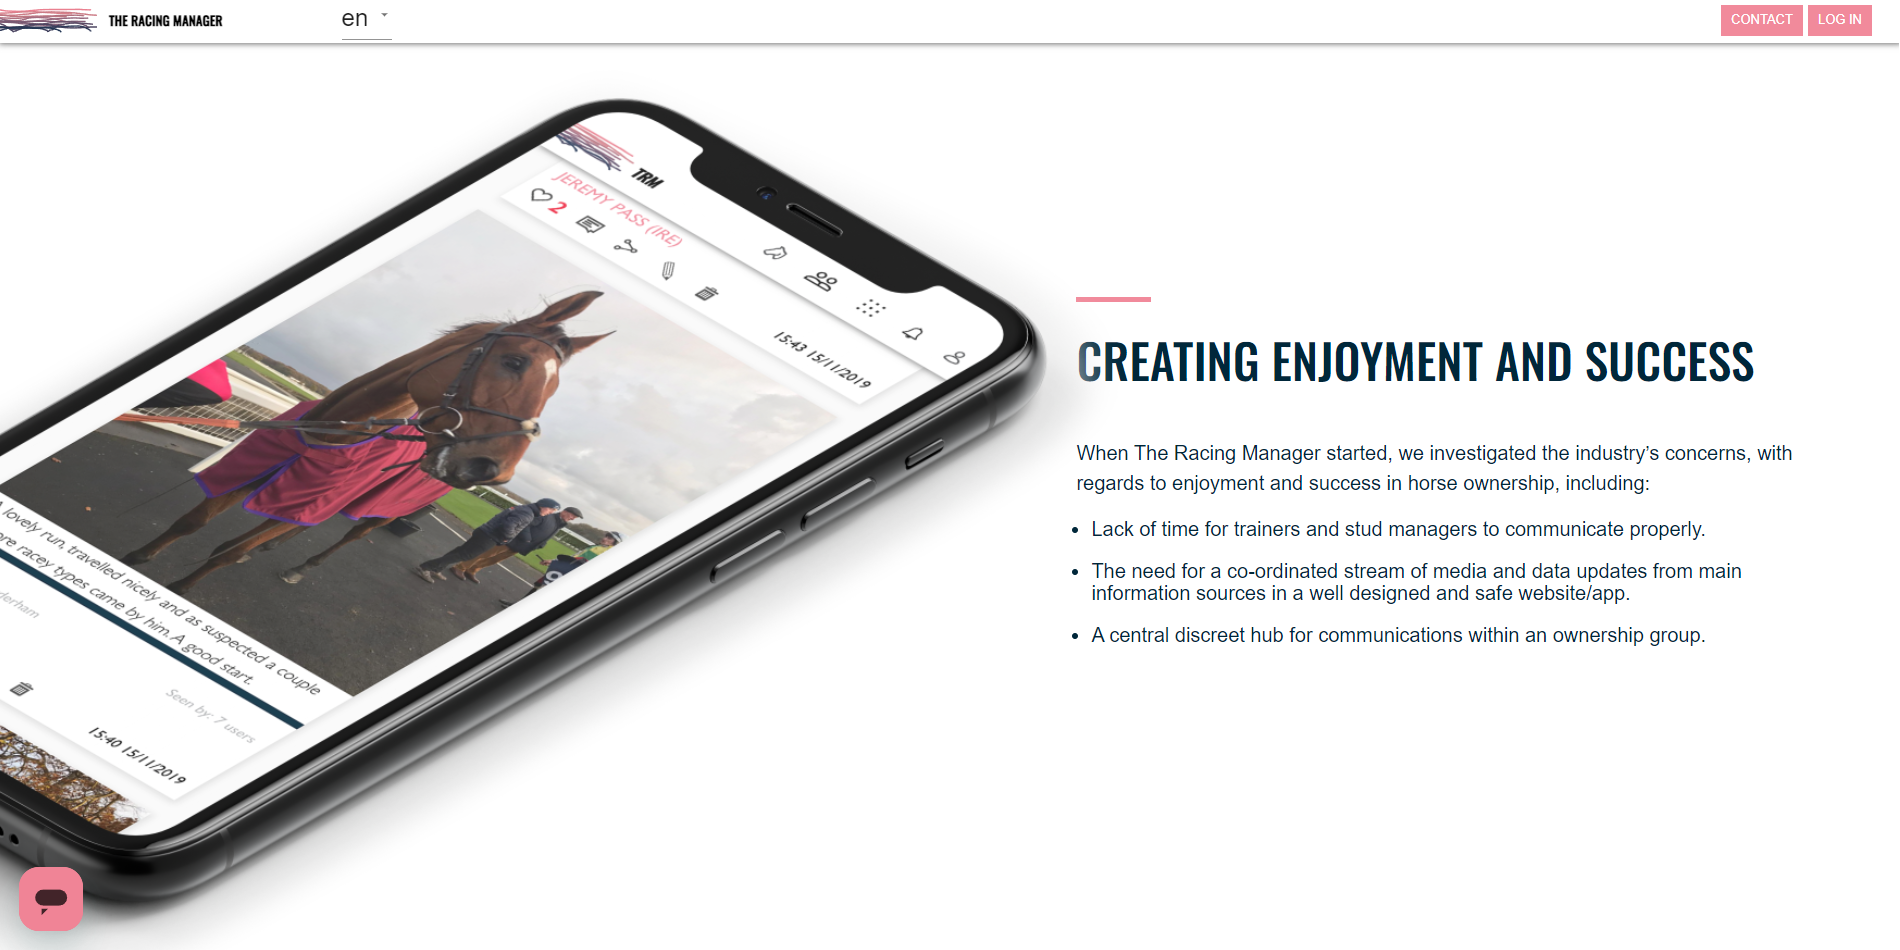 THE RACING MANAGER
en
CONTACT
LOG IN
TRM
JEREMY PASS (IRE)
2
15:43 15/11/2019
A lovely run, travelled nicely and as suspected a couple
racey types came by him. A good start.
Seen by: 7 users
15:40 15/11/2019
CREATING ENJOYMENT AND SUCCESS
When The Racing Manager started, we investigated the industry’s concerns, with
regards to enjoyment and success in horse ownership, including:
• Lack of time for trainers and stud managers to communicate properly.
• The need for a co-ordinated stream of media and data updates from main
information sources in a well designed and safe website/app.
• A central discreet hub for communications within an ownership group.